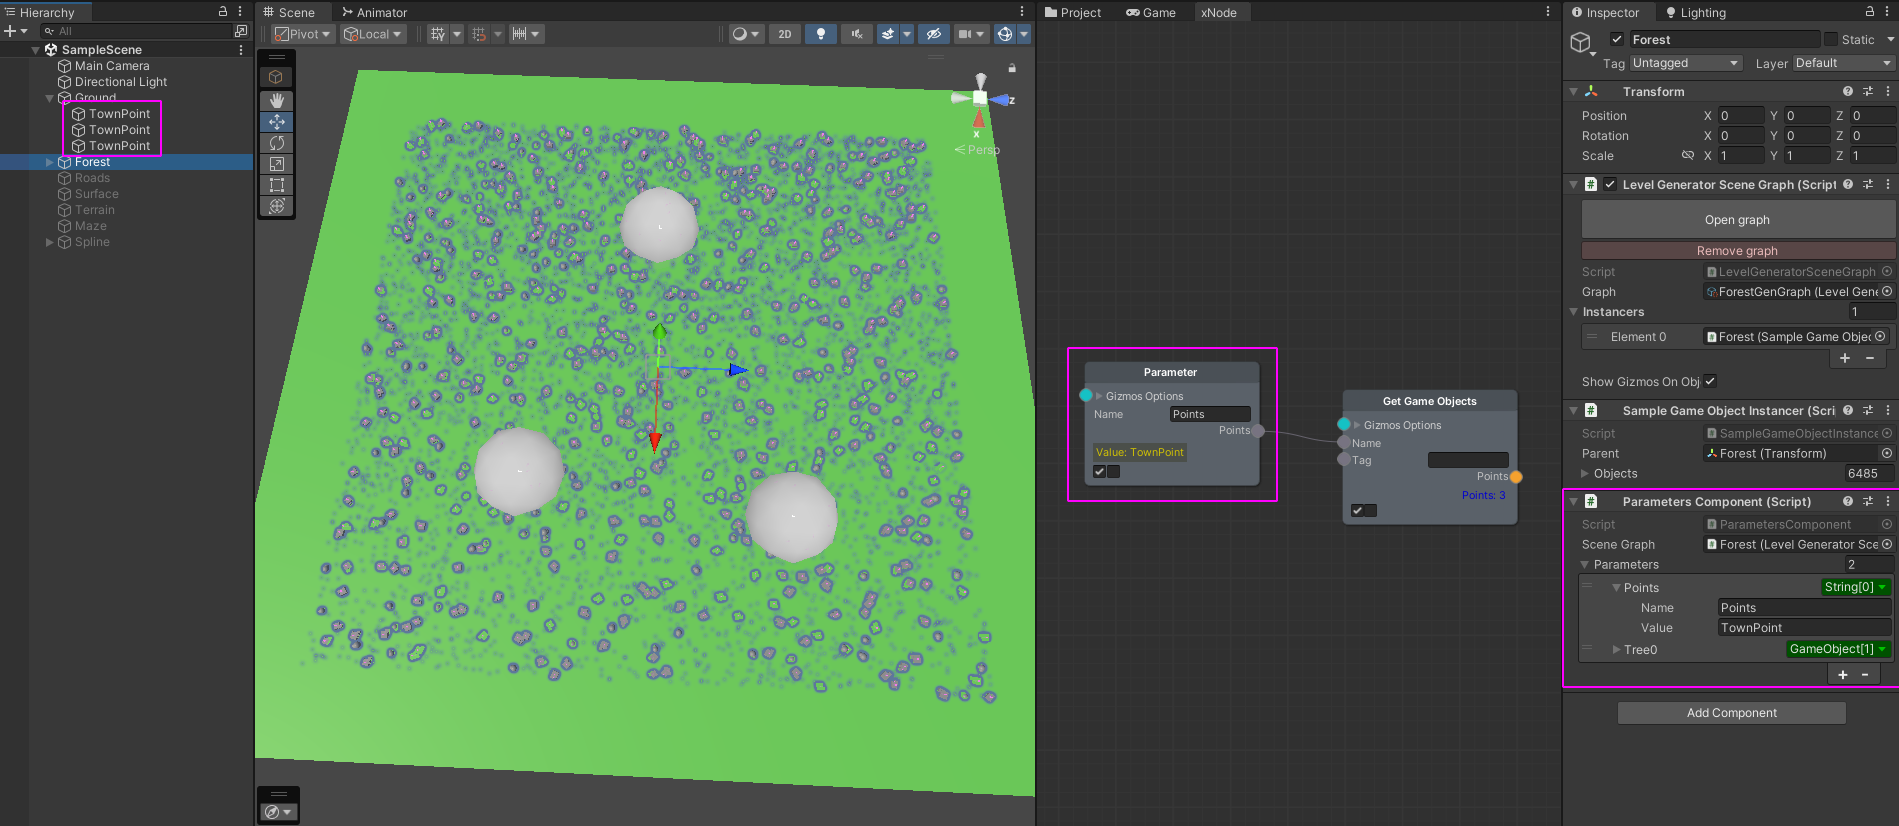 Hierarchy
All
SampleScene
Main Camera
Directional Light
Ground
TownPoint
TownPoint
TownPoint
Forest
Roads
Surface
Terrain
Maze
Spline
Scene
Animator
Pivot
Local
2D
z
x
Persp
Project
Game
xNode
Parameter
Gizmos Options
Name
Points
Points
Value: TownPoint
Get Game Objects
Gizmos Options
Name
Tag
Points
Points: 3
Inspector
Lighting
Forest
Static
Tag
Untagged
Layer
Default
Transform
Position
X 0 Y 0 Z 0
Rotation
X 0 Y 0 Z 0
Scale
X 1 Y 1 Z 1
Level Generator Scene Graph (Script
Open graph
Remove graph
Script
LevelGeneratorSceneGraph
Graph
ForestGenGraph (Level Gene
Instancers
1
Element 0
Forest (Sample Game Objec
Show Gizmos On Obj
Sample Game Object Instancer (Scri
Script
SampleGameObjectInstance
Parent
Forest (Transform)
Objects
6485
Parameters Component (Script)
Script
ParametersComponent
Scene Graph
Forest (Level Generator Sce
Parameters
2
Points
String[0]
Name
Points
Value
TownPoint
Tree0
GameObject[1]
Add Component